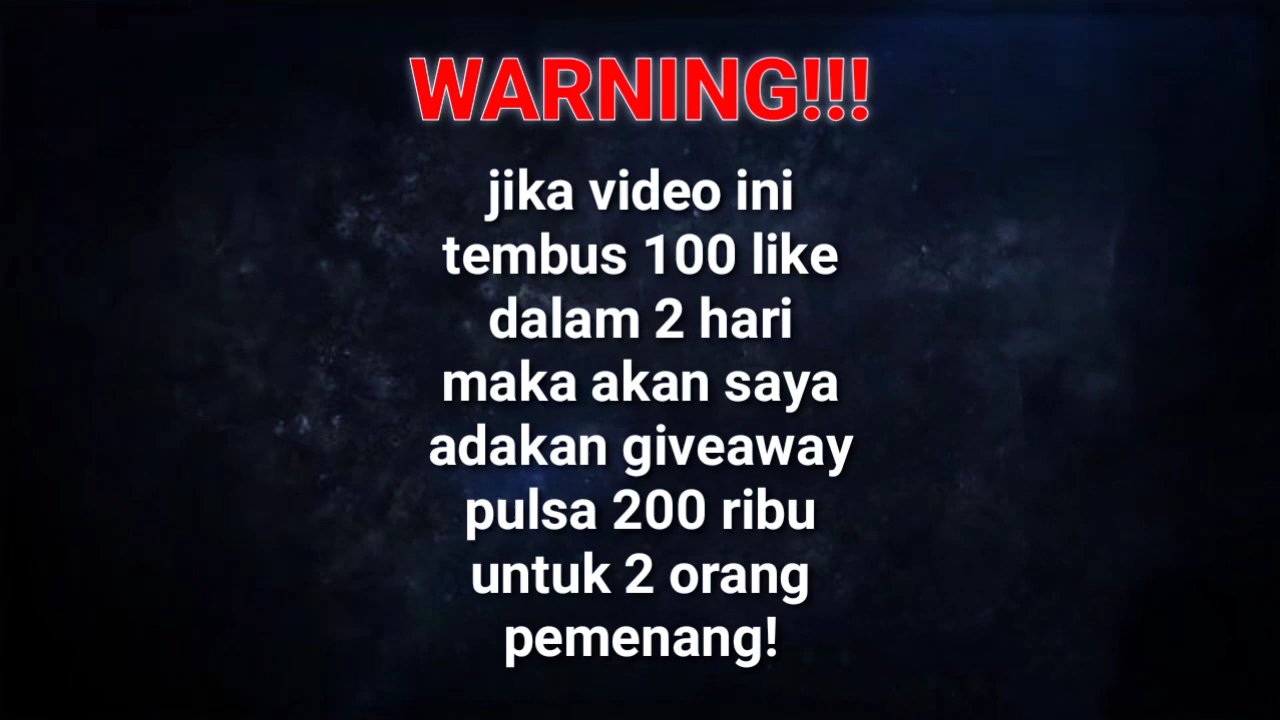 WARNING!!!
jika video ini
tembus 100 like
dalam 2 hari
maka akan saya
adakan giveaway
pulsa 200 ribu
untuk 2 orang
pemenang!